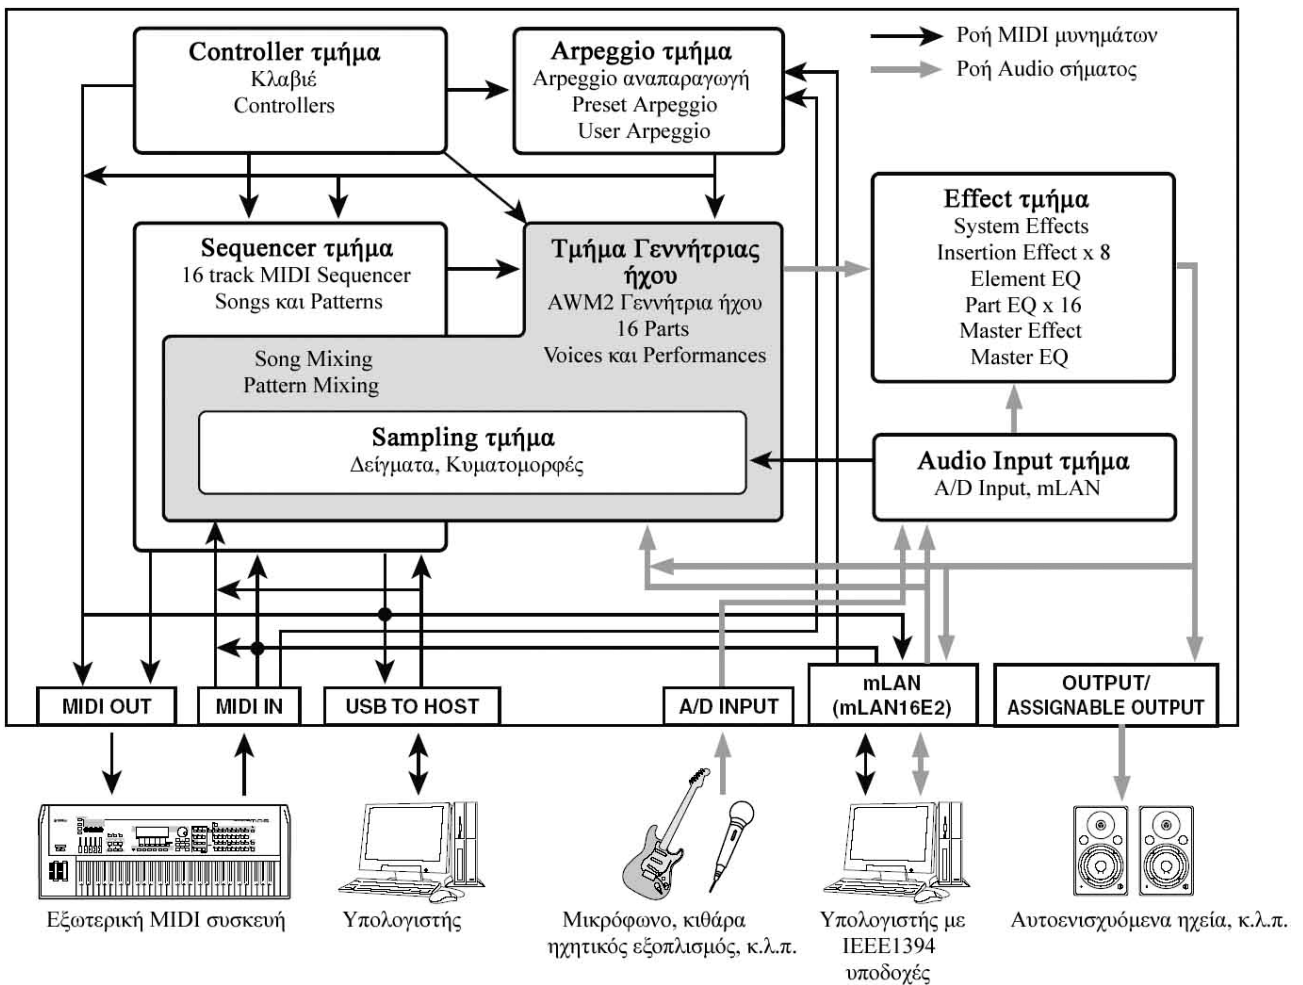 Controller τμήμα
Κλαβιέ
Controllers
Arpeggio τμήμα
Arpeggio αναπαραγωγή
Preset Arpeggio
User Arpeggio
Ροή MIDI μυνημάτων
Ροή Audio σήματος
Sequencer τμήμα
16 track MIDI Sequencer
Songs και Patterns
Τμήμα Γεννήτριας
ήχου
AWM2 Γεννήτρια ήχου
16 Parts
Voices και Performances
Effect τμήμα
System Effects
Insertion Effect x 8
Element EQ
Part EQ x 16
Master Effect
Master EQ
Song Mixing
Pattern Mixing
Sampling τμήμα
Δείγματα, Κυματομορφές
Audio Input τμήμα
A/D Input, mLAN
MIDI OUT
MIDI IN
USB TO HOST
A/D INPUT
mLAN
(mLAN16E2)
OUTPUT/
ASSIGNABLE OUTPUT
Εξωτερική MIDI συσκευή
Υπολογιστής
Μικρόφωνο, κιθάρα
ηχητικός εξοπλισμός, κ.λ.π.
Υπολογιστής με
IEEE1394
υποδοχές
Αυτοενισχυόμενα ηχεία, κ.λ.π.